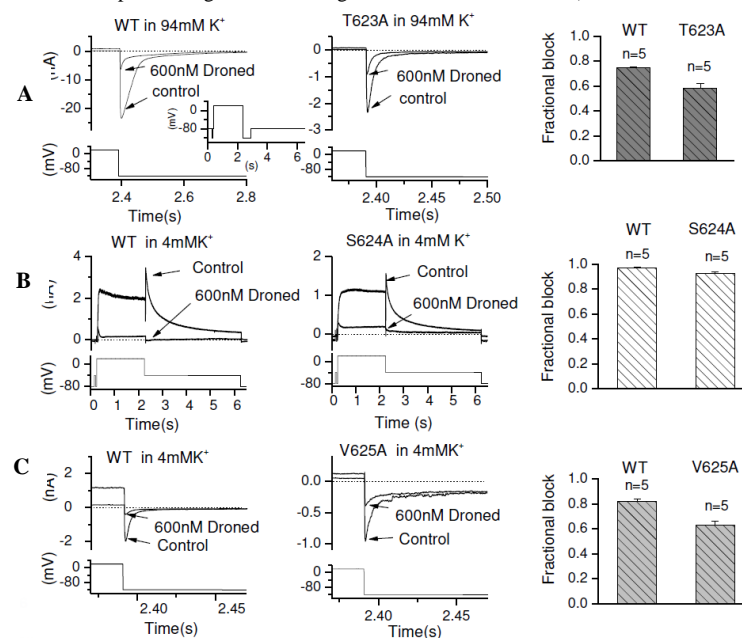 WT in 94mM K⁺
T623A in 94mM K⁺
WT T623A
n=5
n=5
A
0
-10
-20
600nM Droned
control
(mV)
0
-80
0 2 4 6
(s)
0
-1
-2
-3
600nM Droned
control
Fractional block
1.0
0.8
0.6
0.4
0.2
0.0
(mV)
0
-80
2.4 2.6 2.8
Time(s)
2.40 2.45 2.50
Time(s)
WT in 4mMK⁺
S624A in 4mM K⁺
WT S624A
n=5 n=5
B
4
2
0
Control
600nM Droned
2
1
0
Control
600nM Droned
Fractional block
1.0
0.8
0.6
0.4
0.2
0.0
(mV)
0
-80
0 1 2 3 4 5 6
Time(s)
0
-80
0 1 2 3 4 5 6
Time (s)
WT in 4mMK⁺
V625A in 4mMK⁺
WT V625A
n=5
n=5
C
(nA)
2
0
-2
600nM Droned
Control
0.0
-0.5
-1.0
600nM Droned
Control
Fractional block
1.0
0.8
0.6
0.4
0.2
0.0
(mV)
0
-80
2.40 2.45
Time(s)
0
-80
2.40 2.45
Time(s)